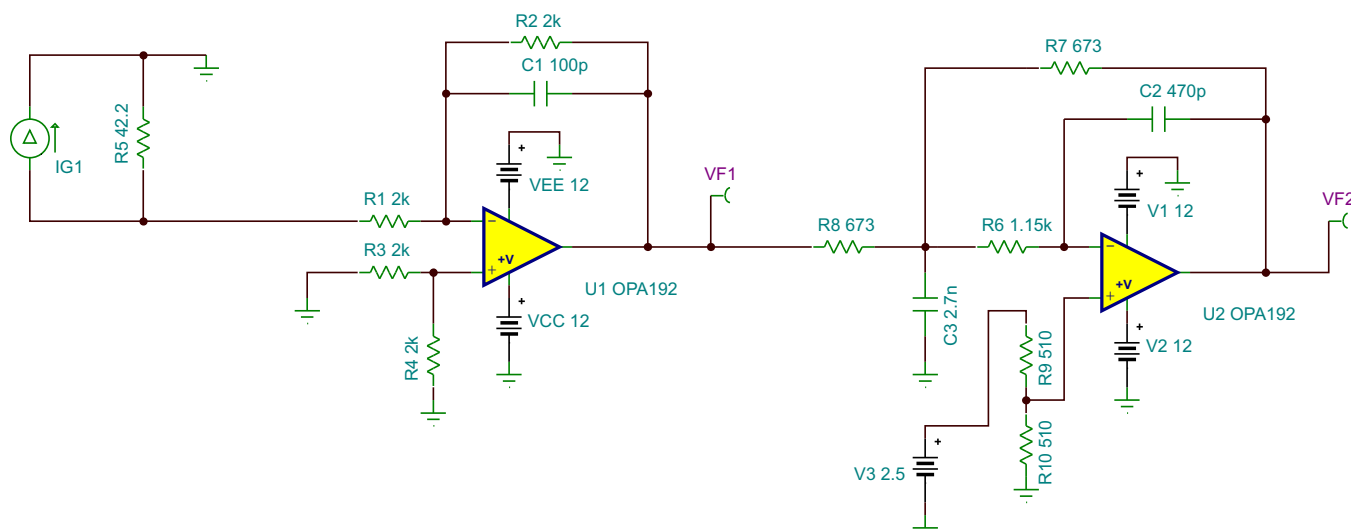 R2 2k
C1 100p
R7 673
C2 470p
R5 42.2
IG1
+
VEE 12
VF1
+
V1 12
VF2
R1 2k
R8 673
R6 1.15k
R3 2k
+V
U1 OPA192
+V
U2 OPA192
+
VCC 12
C3 2.7n
R9 510
+
V2 12
R4 2k
+
V3 2.5
R10 510